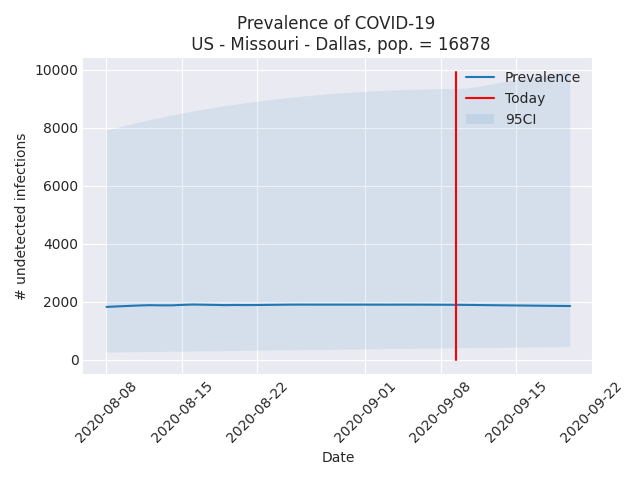 Prevalence of COVID-19
US - Missouri - Dallas, pop. = 16878
Prevalence
Today
95CI
# undetected infections
10000
8000
6000
4000
2000
0
2020-08-08
2020-08-15
2020-08-22
2020-09-01
2020-09-08
2020-09-15
2020-09-22
Date